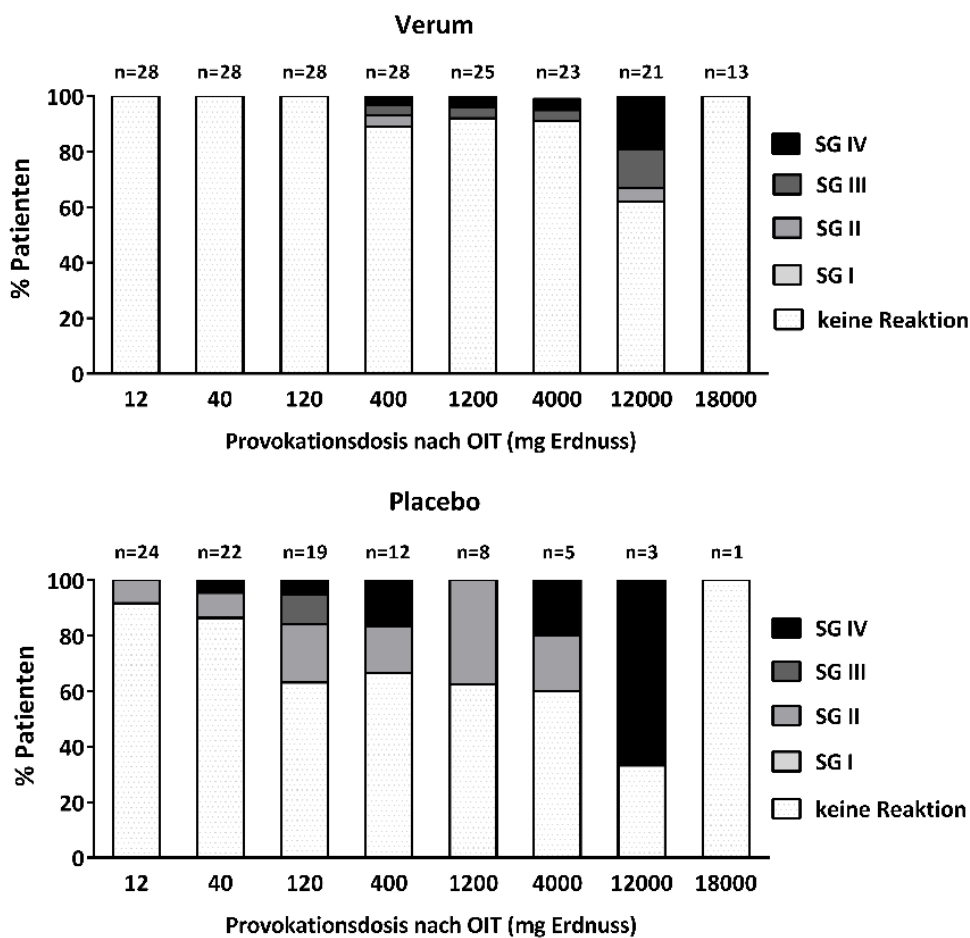 Verum
n=28 n=28 n=28 n=28 n=25 n=23 n=21 n=13
100
80
60
40
20
0
% Patienten
SG IV
SG III
SG II
SG I
keine Reaktion
12 40 120 400 1200 4000 12000 18000
Provokationsdosis nach OIT (mg Erdnuss)
Placebo
n=24 n=22 n=19 n=12 n=8 n=5 n=3 n=1
100
80
60
40
20
0
% Patienten
SG IV
SG III
SG II
SG I
keine Reaktion
12 40 120 400 1200 4000 12000 18000
Provokationsdosis nach OIT (mg Erdnuss)